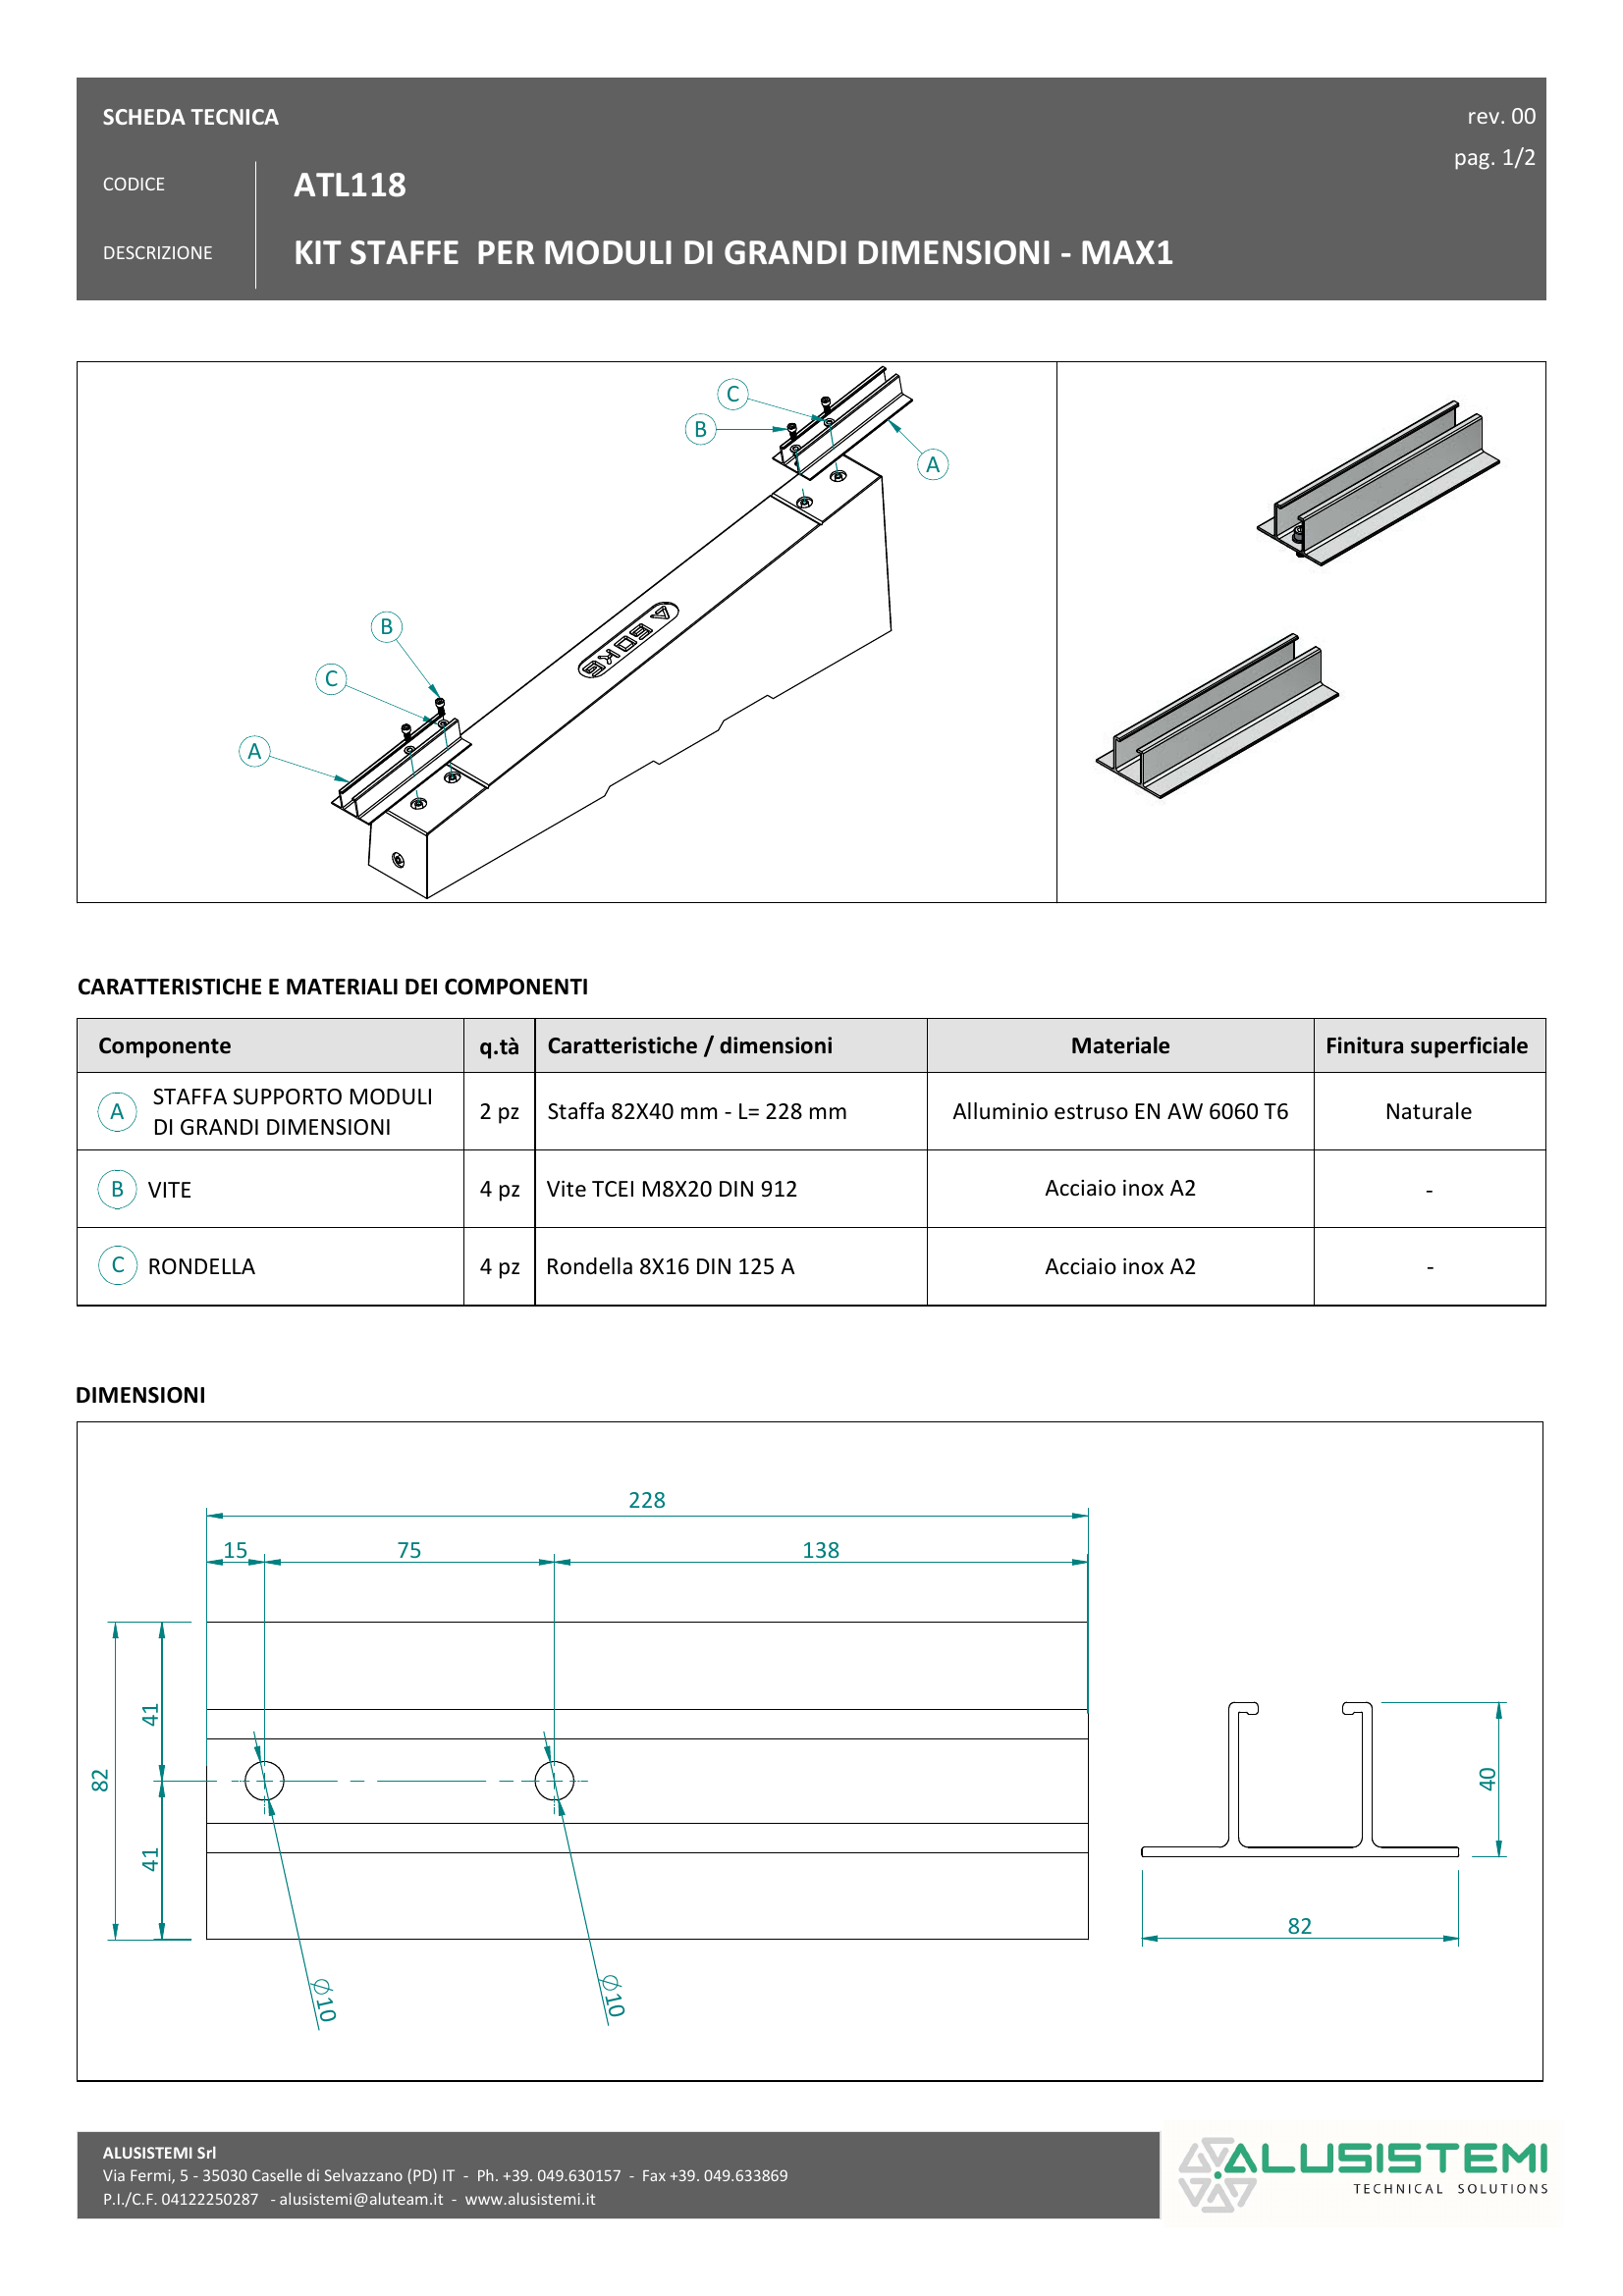 SCHEDA TECNICA
rev. 00
pag. 1/2
CODICE
ATL118
DESCRIZIONE
KIT STAFFE PER MODULI DI GRANDI DIMENSIONI - MAX1
C
B
A
B
C
A
CARATTERISTICHE E MATERIALI DEI COMPONENTI
Componente q.tà Caratteristiche / dimensioni Materiale Finitura superficiale
A STAFFA SUPPORTO MODULI
DI GRANDI DIMENSIONI 2 pz Staffa 82X40 mm - L= 228 mm Alluminio estruso EN AW 6060 T6 Naturale
B VITE 4 pz Vite TCEI M8X20 DIN 912 Acciaio inox A2 -
C RONDELLA 4 pz Rondella 8X16 DIN 125 A Acciaio inox A2 -
DIMENSIONI
228
15 75 138
41
82
41
40
82
∅10
∅10
ALUSISTEMI Srl
Via Fermi, 5 - 35030 Caselle di Selvazzano (PD) IT - Ph. +39. 049.630157 - Fax +39. 049.633869
P.I./C.F. 04122250287 - alusistemi@aluteam.it - www.alusistemi.it
ALUSISTEMI
TECHNICAL SOLUTIONS